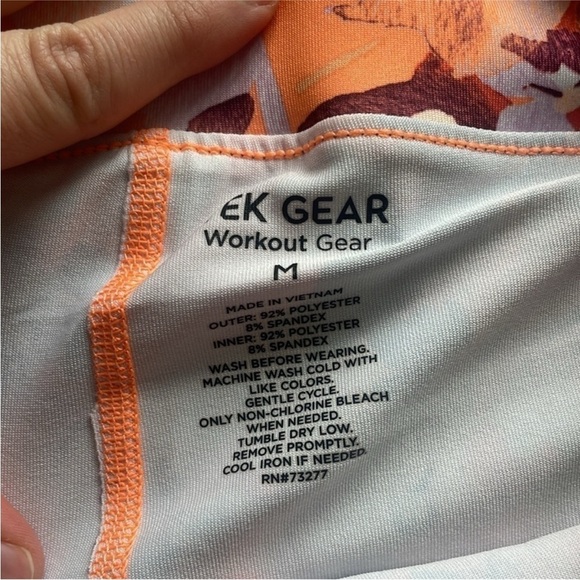 EK GEAR
Workout Gear
M
MADE IN VIETNAM
OUTER: 92% POLYESTER
8% SPANDEX
INNER: 92% POLYESTER
8% SPANDEX
WASH BEFORE WEARING.
MACHINE WASH COLD WITH
LIKE COLORS.
GENTLE CYCLE.
ONLY NON-CHLORINE BLEACH
WHEN NEEDED.
TUMBLE DRY LOW.
REMOVE PROMPTLY.
COOL IRON IF NEEDED.
RN#73277